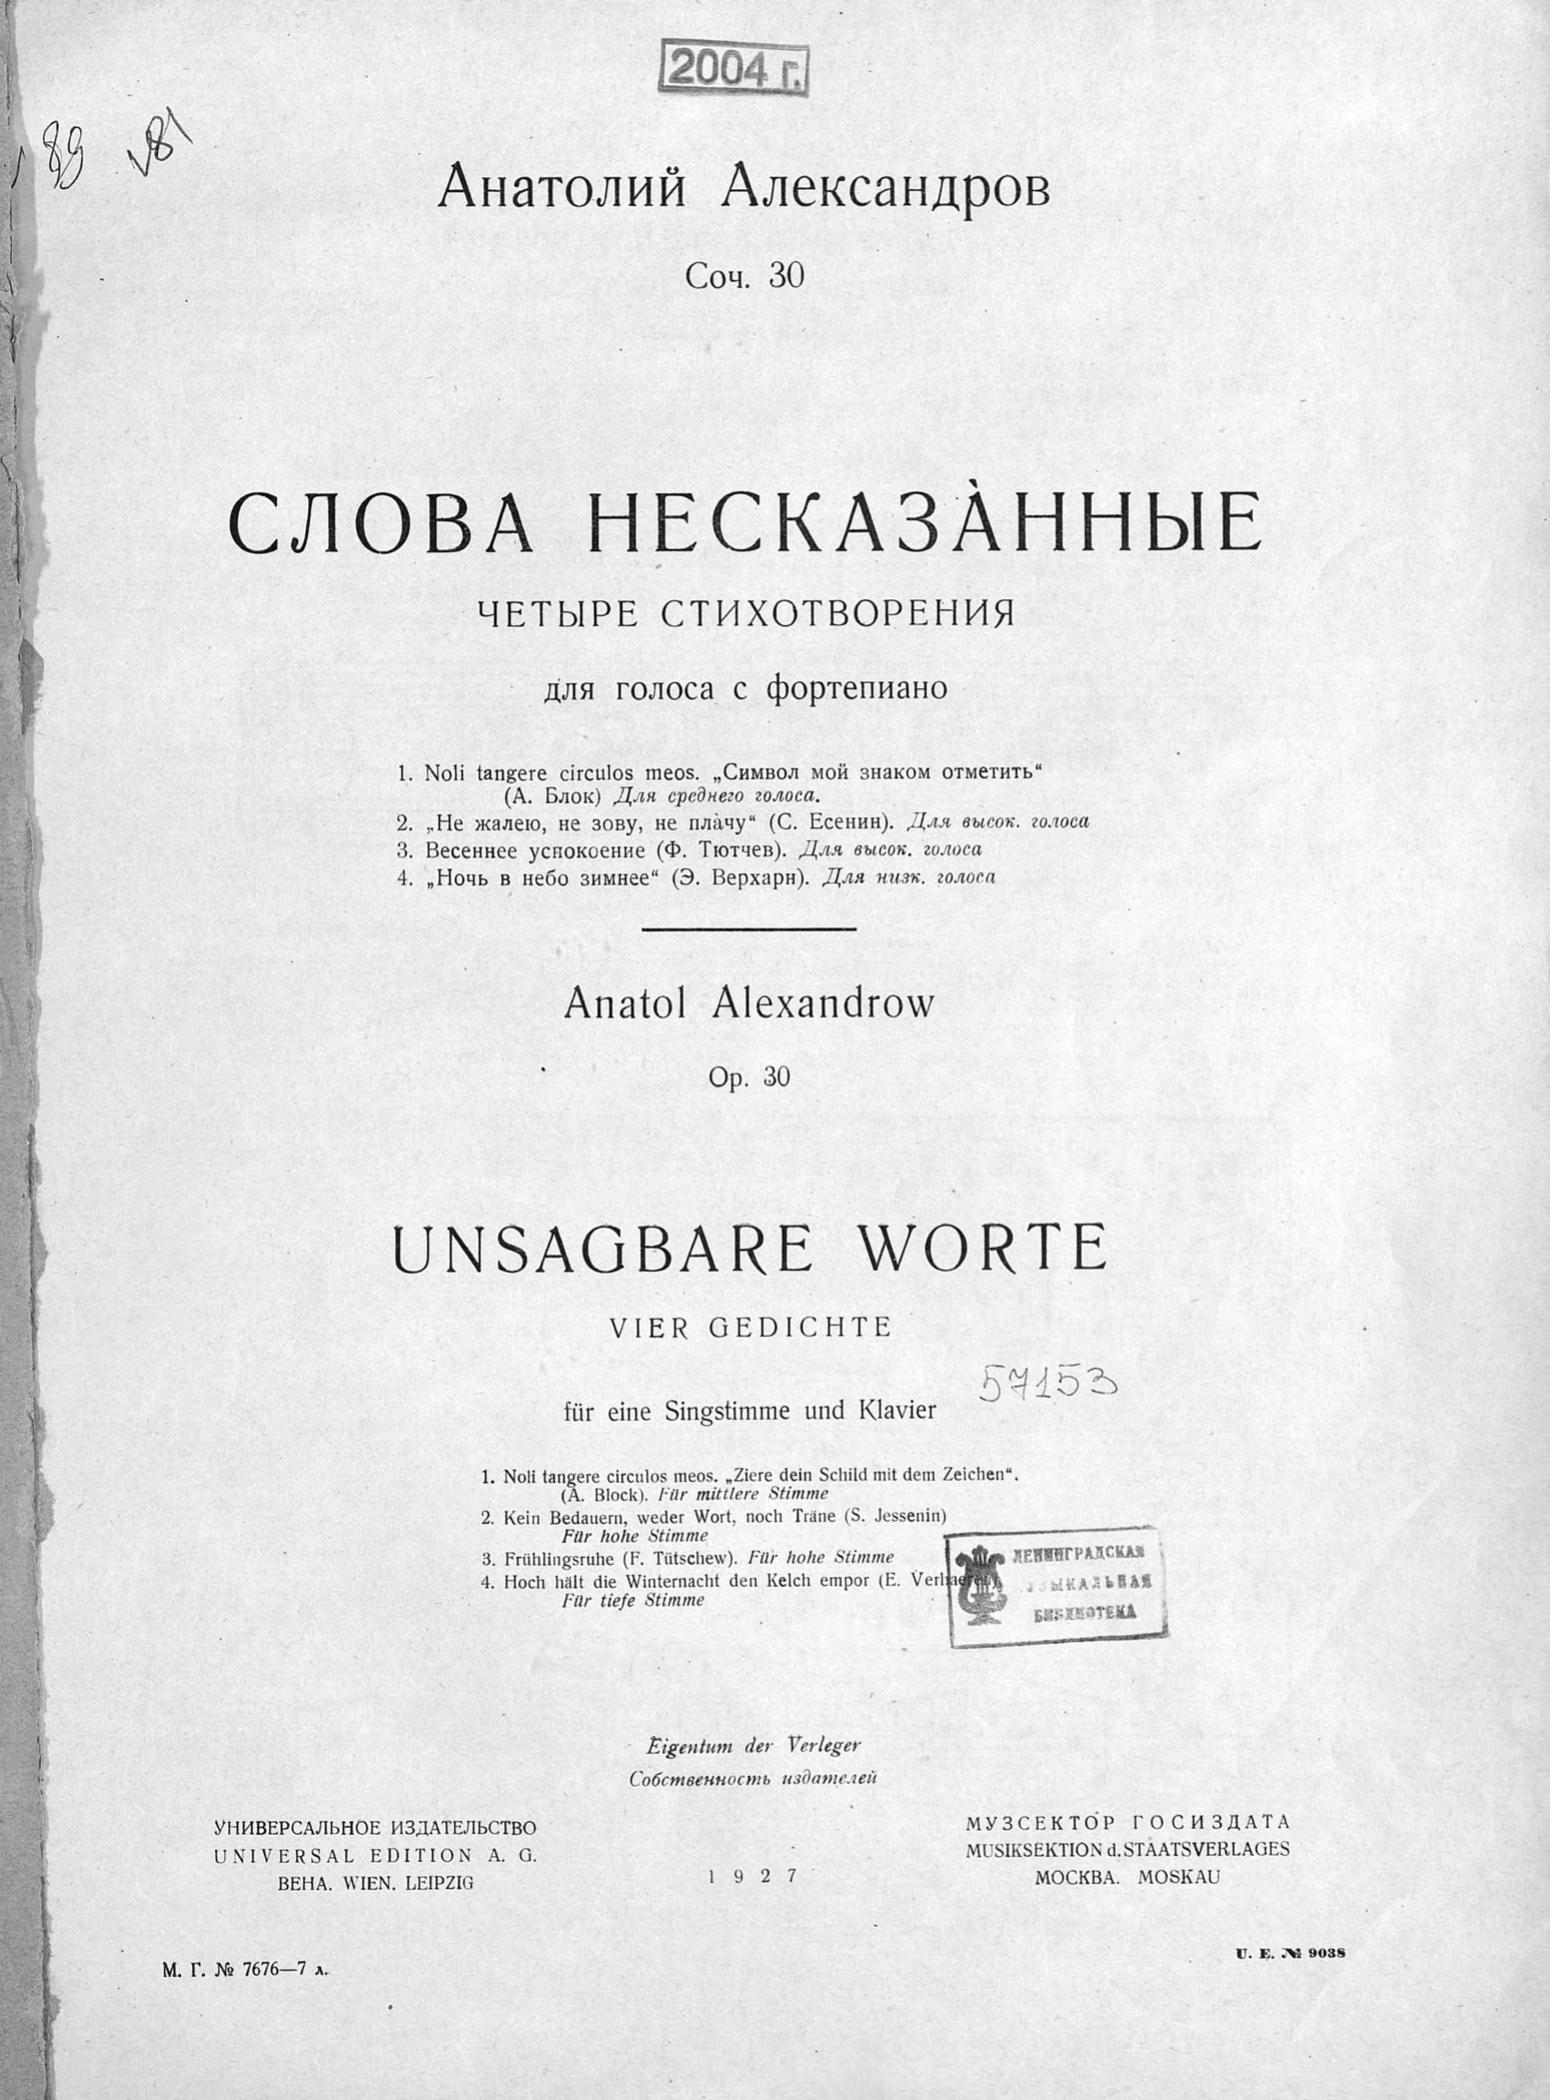 2004 г.
89 81
Анатолий Александров
Соч. 30
СЛОВА НЕСКАЗА̀ННЫЕ
ЧЕТЫРЕ СТИХОТВОРЕНИЯ
для голоса с фортепиано
1. Noli tangere circulos meos. „Символ мой знаком отметить“
(А. Блок) Для среднего голоса.
2. „Не жалею, не зову, не пла̀чу“ (С. Есенин). Для высок. голоса
3. Весеннее успокоение (Ф. Тютчев). Для высок. голоса
4. „Ночь в небо зимнее“ (Э. Верхарн). Для низк. голоса
Anatol Alexandrow
Op. 30
UNSAGBARE WORTE
VIER GEDICHTE
57153
für eine Singstimme und Klavier
1. Noli tangere circulos meos. „Ziere dein Schild mit dem Zeichen“.
(A. Block). Für mittlere Stimme
2. Kein Bedauern, weder Wort, noch Träne (S. Jessenin)
Für hohe Stimme
3. Frühlingsruhe (F. Tütschew). Für hohe Stimme
4. Hoch hält die Winternacht den Kelch empor (E. Verhaeren).
Für tiefe Stimme
ЛЕНИНГРАДСКАЯ
МУЗЫКАЛЬНАЯ
БИБЛИОТЕКА
Eigentum der Verleger
Собственность издателей
УНИВЕРСАЛЬНОЕ ИЗДАТЕЛЬСТВО
UNIVERSAL EDITION A. G.
ВЕНА. WIEN. LEIPZIG
1927
МУЗСЕКТОР ГОСИЗДАТА
MUSIKSEKTION d. STAATSVERLAGES
МОСКВА. MOSKAU
М. Г. № 7676—7 л.
U. E. № 9038